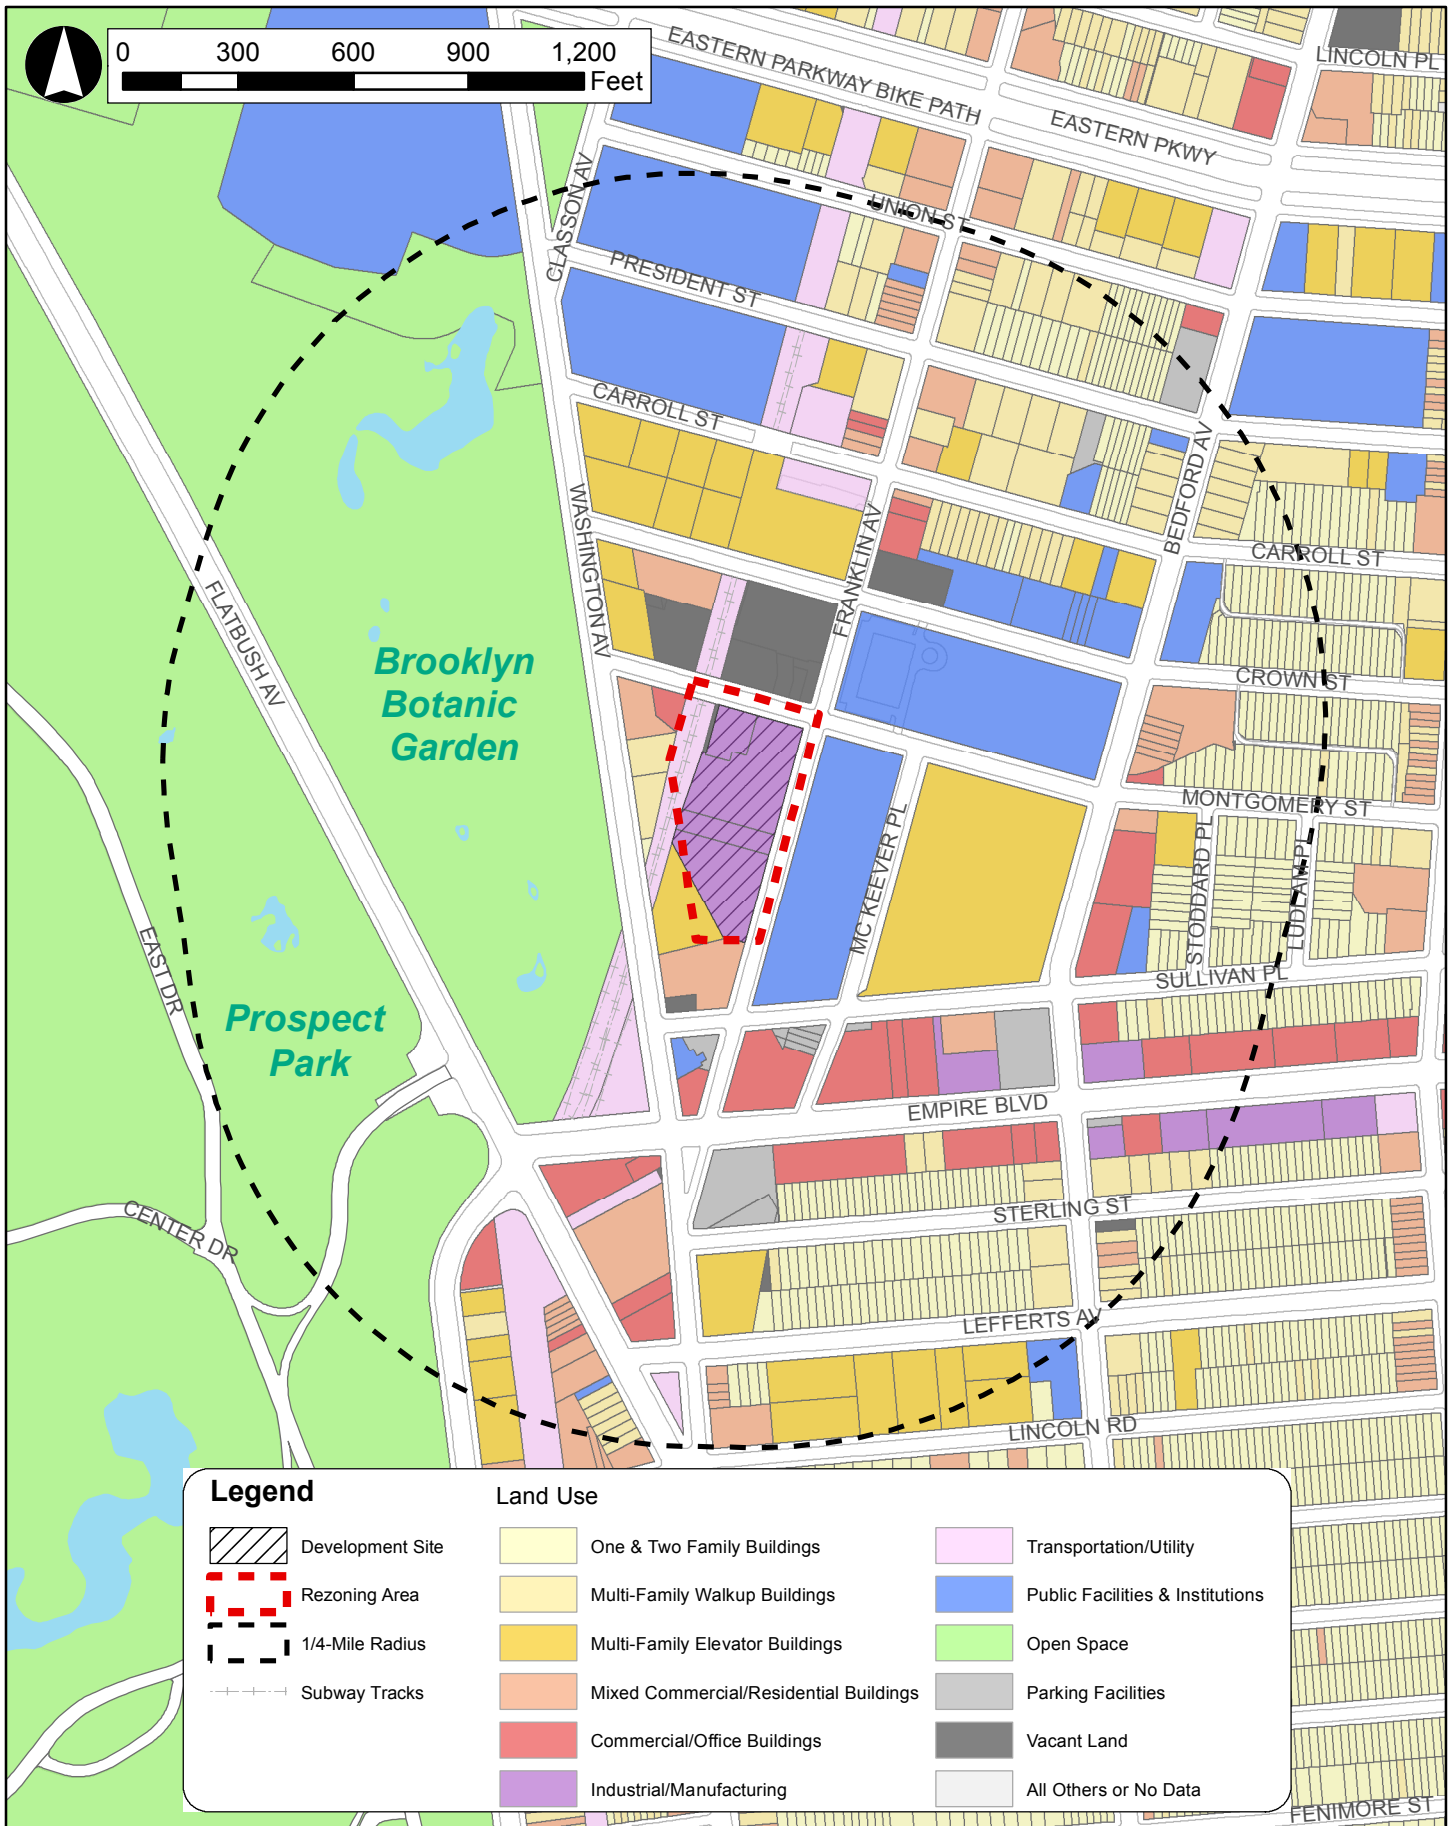 0 300 600 900 1,200
Feet
LINCOLN PL
EASTERN PARKWAY BIKE PATH
EASTERN PKWY
CLASSON AV
UNION ST
PRESIDENT ST
CARROLL ST
WASHINGTON AV
FRANKLIN AV
BEDFORD AV
CARROLL ST
FLATBUSH AV
Brooklyn
Botanic
Garden
CROWN ST
MONTGOMERY ST
MC KEEVER PL
STODDARD PL
LUDLAM PL
EAST DR
SULLIVAN PL
Prospect
Park
EMPIRE BLVD
CENTER DR
STERLING ST
LEFFERTS AV
LINCOLN RD
Legend
Development Site
Rezoning Area
1/4-Mile Radius
Subway Tracks
Land Use
One & Two Family Buildings
Multi-Family Walkup Buildings
Multi-Family Elevator Buildings
Mixed Commercial/Residential Buildings
Commercial/Office Buildings
Industrial/Manufacturing
Transportation/Utility
Public Facilities & Institutions
Open Space
Parking Facilities
Vacant Land
All Others or No Data
FENIMORE ST